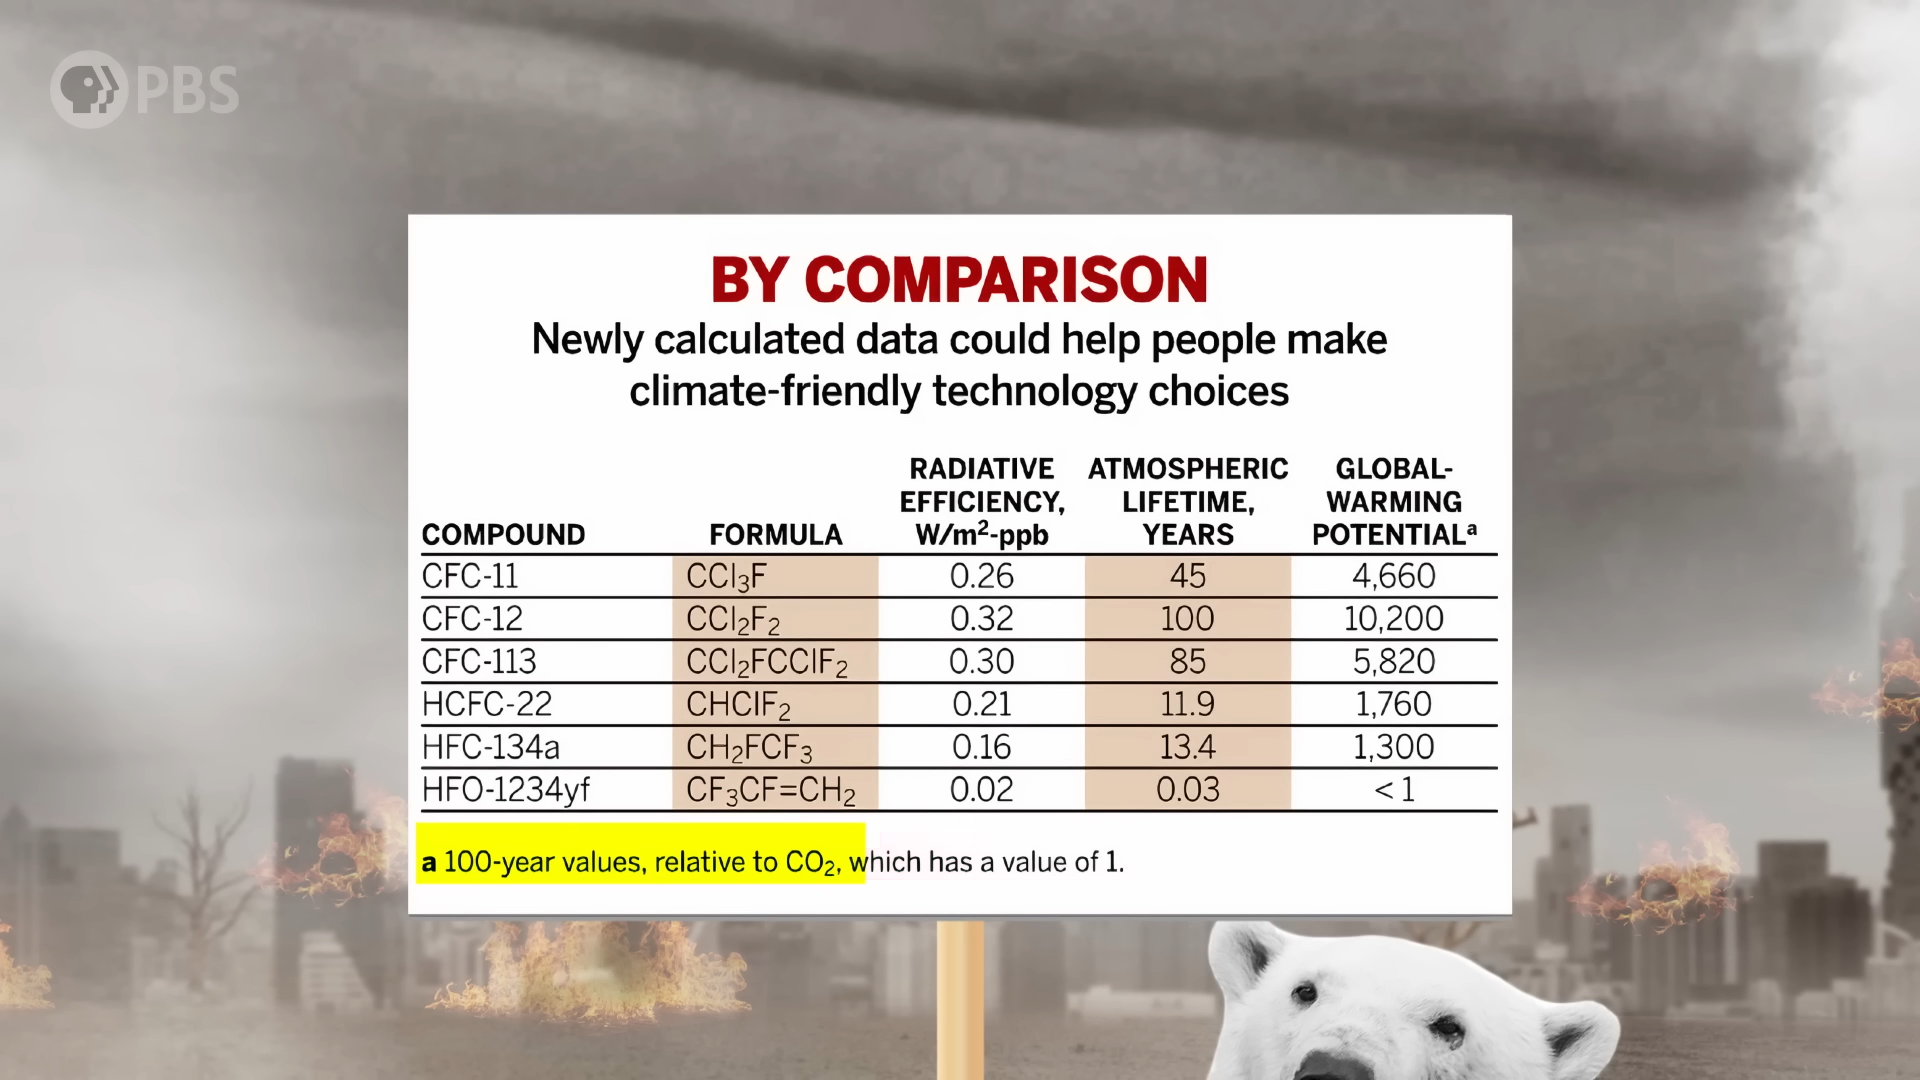 PBS
BY COMPARISON
Newly calculated data could help people make
climate-friendly technology choices
RADIATIVE ATMOSPHERIC GLOBAL-
EFFICIENCY, LIFETIME, WARMING
COMPOUND FORMULA W/m²-ppb YEARS POTENTIALᵃ
CFC-11 CCl₃F 0.26 45 4,660
CFC-12 CCl₂F₂ 0.32 100 10,200
CFC-113 CCl₂FCClF₂ 0.30 85 5,820
HCFC-22 CHClF₂ 0.21 11.9 1,760
HFC-134a CH₂FCF₃ 0.16 13.4 1,300
HFO-1234yf CF₃CF=CH₂ 0.02 0.03 <1
a 100-year values, relative to CO₂, which has a value of 1.